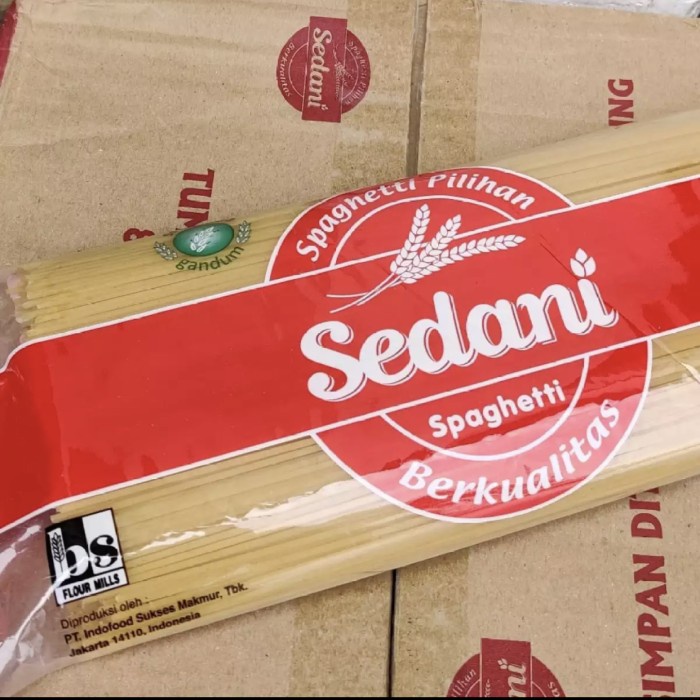 Sedani
ING
TUN
Spaghetti Pilihan
gandum
Sedani
Spaghetti
Berkualitas
bs
FLOUR MILLS
Diproduksi oleh :
PT. Indofood Sukses Makmur, Tbk.
Jakarta 14110, Indonesia
IMPAN DI